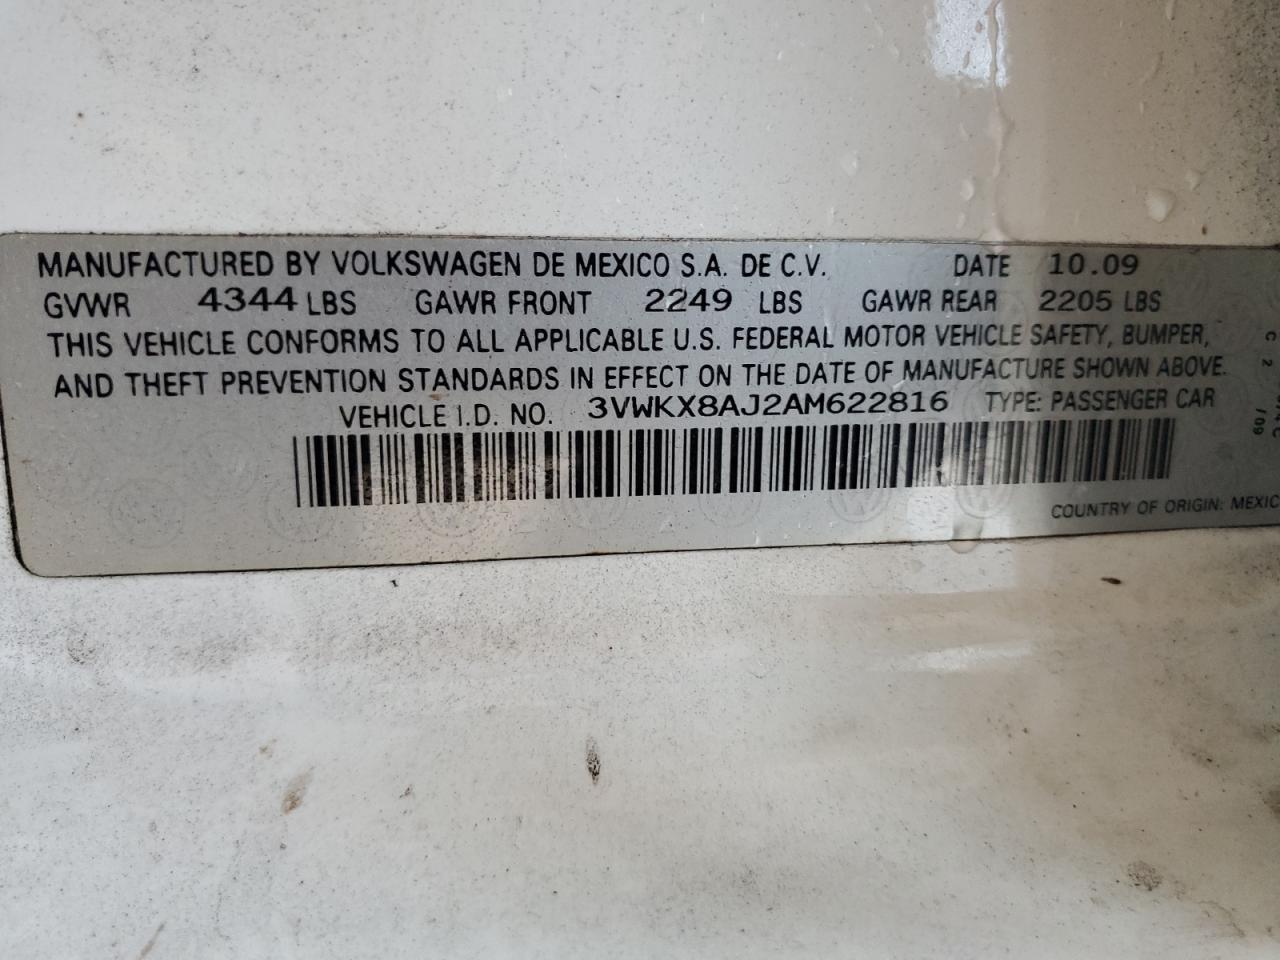 MANUFACTURED BY VOLKSWAGEN DE MEXICO S.A. DE C.V. DATE 10.09
GVWR 4344 LBS GAWR FRONT 2249 LBS GAWR REAR 2205 LBS
THIS VEHICLE CONFORMS TO ALL APPLICABLE U.S. FEDERAL MOTOR VEHICLE SAFETY, BUMPER,
AND THEFT PREVENTION STANDARDS IN EFFECT ON THE DATE OF MANUFACTURE SHOWN ABOVE.
VEHICLE I.D. NO. 3VWKX8AJ2AM622816 TYPE: PASSENGER CAR
COUNTRY OF ORIGIN: MEXIC